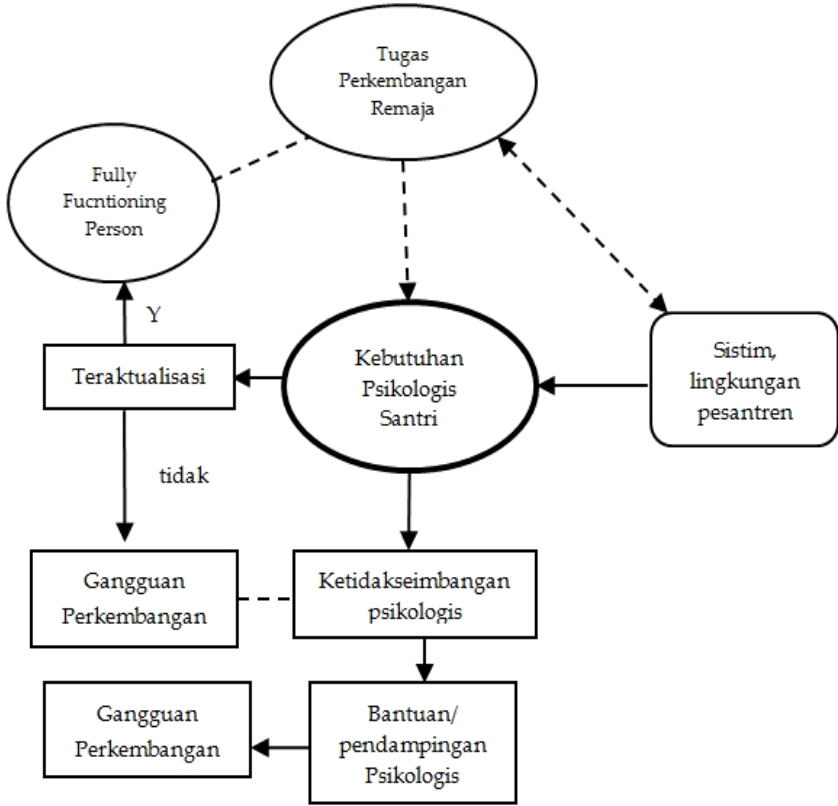 Tugas
Perkembangan
Remaja
Fully
Fucntioning
Person
Y
Teraktualisasi
Kebutuhan
Psikologis
Santri
Sistim,
lingkungan
pesantren
tidak
Gangguan
Perkembangan
Ketidakseimbangan
psikologis
Gangguan
Perkembangan
Bantuan/
pendampingan
Psikologis